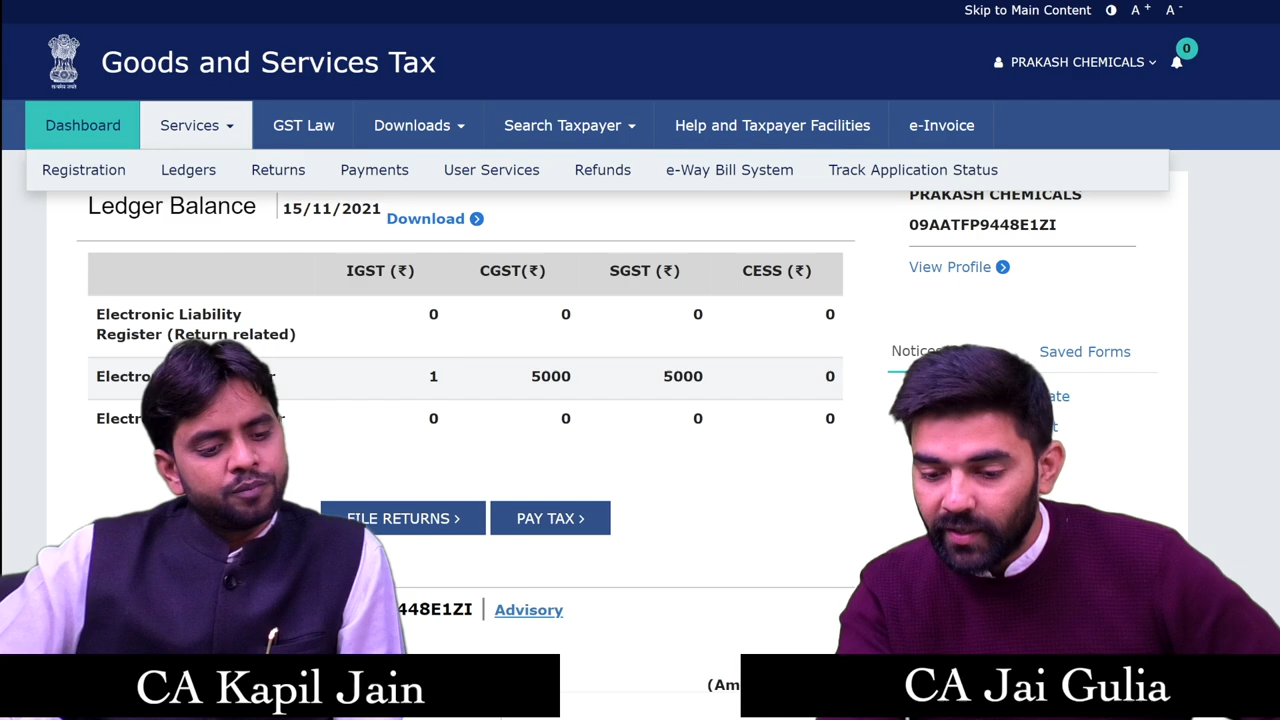 Skip to Main Content A+ A-
Goods and Services Tax
PRAKASH CHEMICALS
0
Dashboard Services GST Law Downloads Search Taxpayer Help and Taxpayer Facilities e-Invoice
Registration Ledgers Returns Payments User Services Refunds e-Way Bill System Track Application Status
Ledger Balance 15/11/2021 Download
PRAKASH CHEMICALS
09AATFP9448E1ZI
View Profile
IGST (₹) CGST(₹) SGST (₹) CESS (₹)
Electronic Liability
Register (Return related) 0 0 0 0
1 5000 5000 0
0 0 0 0
Saved Forms
FILE RETURNS > PAY TAX >
448E1ZI Advisory
CA Kapil Jain
CA Jai Gulia